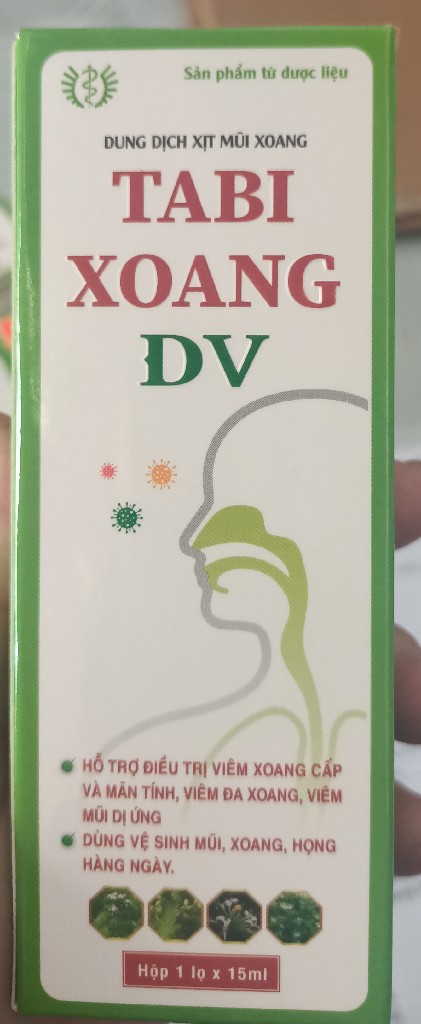 Sản phẩm từ dược liệu
DUNG DỊCH XỊT MŨI XOANG
TABI
XOANG
DV
HỖ TRỢ ĐIỀU TRỊ VIÊM XOANG CẤP
VÀ MÃN TÍNH, VIÊM ĐA XOANG, VIÊM
MŨI DỊ ỨNG
DÙNG VỆ SINH MŨI, XOANG, HỌNG
HÀNG NGÀY.
Hộp 1 lọ x 15ml